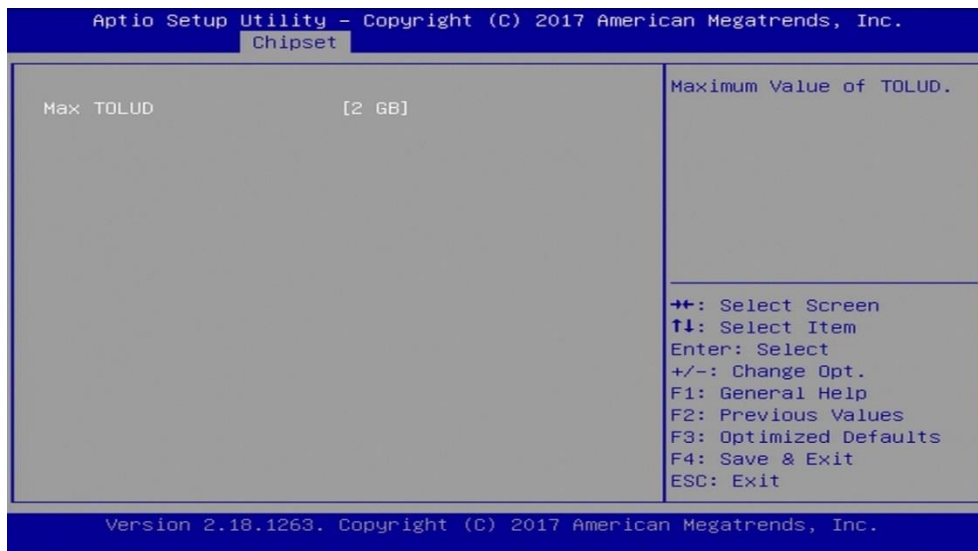 Aptio Setup Utility – Copyright (C) 2017 American Megatrends, Inc.
Chipset
Max TOLUD [2 GB]
Maximum Value of TOLUD.
→←: Select Screen
↑↓: Select Item
Enter: Select
+/-: Change Opt.
F1: General Help
F2: Previous Values
F3: Optimized Defaults
F4: Save & Exit
ESC: Exit
Version 2.18.1263. Copyright (C) 2017 American Megatrends, Inc.